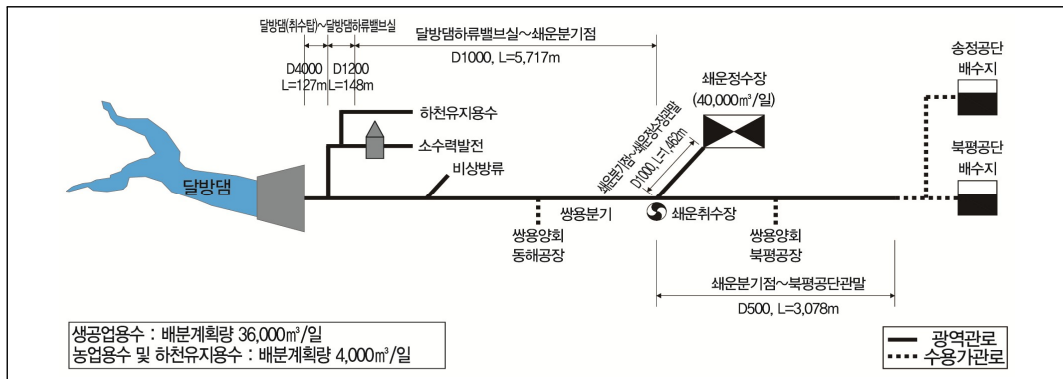 달방댐(취수탑)～달방댐하류밸브실
달방댐하류밸브실～쇄운분기점
D4000
L=127m
D1200
L=148m
D1000, L=5,717m
송정공단
배수지
쇄운정수장
(40,000㎥/일)
하천유지용수
소수력발전
비상방류
쇄운분기점～쇄운정수장관말
D1000, L=1,462m
북평공단
배수지
달방댐
쌍용분기
쇄운취수장
쌍용양회
동해공장
쌍용양회
북평공장
쇄운분기점～북평공단관말
D500, L=3,078m
생공업용수 : 배분계획량 36,000㎥/일
농업용수 및 하천유지용수 : 배분계획량 4,000㎥/일
광역관로
수용가관로